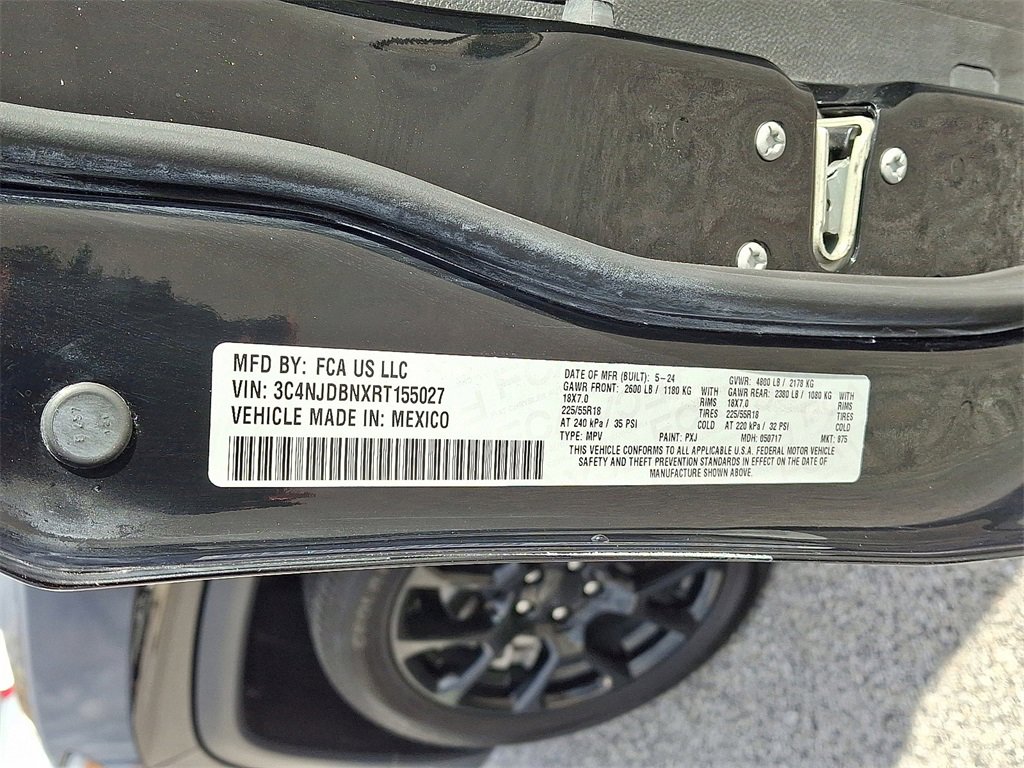 MFD BY: FCA US LLC
VIN: 3C4NJDBNXRT155027
VEHICLE MADE IN: MEXICO
DATE OF MFR (BUILT): 5-24 GVWR: 4800 LB / 2178 KG
GAWR FRONT: 2600 LB / 1180 KG WITH GAWR REAR: 2380 LB / 1080 KG WITH
18X7.0 RIMS 18X7.0 RIMS
225/55R18 TIRES 225/55R18 TIRES
AT 240 kPa / 35 PSI COLD AT 220 kPa / 32 PSI COLD
TYPE: MPV PAINT: PXJ MDH: 050717 MKT: 875
THIS VEHICLE CONFORMS TO ALL APPLICABLE U.S.A. FEDERAL MOTOR VEHICLE
SAFETY AND THEFT PREVENTION STANDARDS IN EFFECT ON THE DATE OF
MANUFACTURE SHOWN ABOVE.